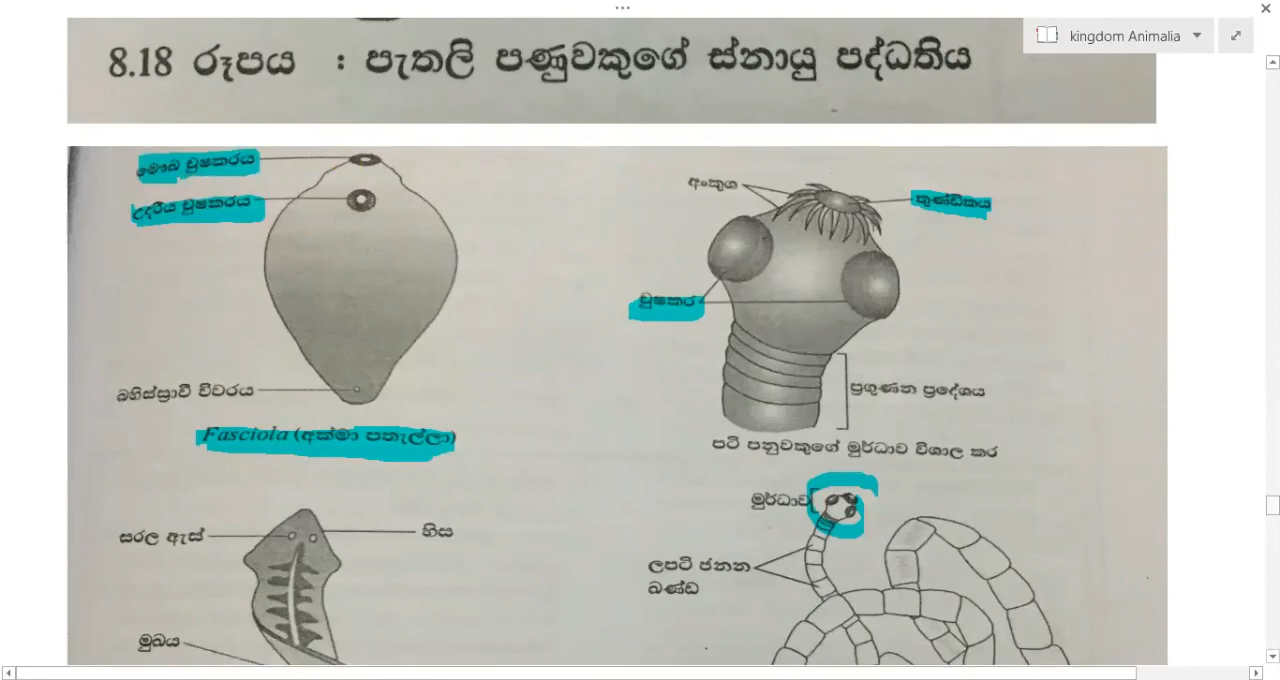 kingdom Animalia
8.18 රූපය : පැතලි පණුවකුගේ ස්නායු පද්ධතිය
මෞඛ චූෂකරය
උදරීය චූෂකරය
බහිස්ස්‍රාවී විවරය
Fasciola (අක්මා පතැල්ලා)
අංකුශ
තුණ්ඩිකය
චූෂකර
ප්‍රගුණන ප්‍රදේශය
පටි පනුවකුගේ මුර්ධාව විශාල කර
සරල ඇස්
හිස
මුඛය
මුර්ධාව
ලපටි ජනන
ඛණ්ඩ